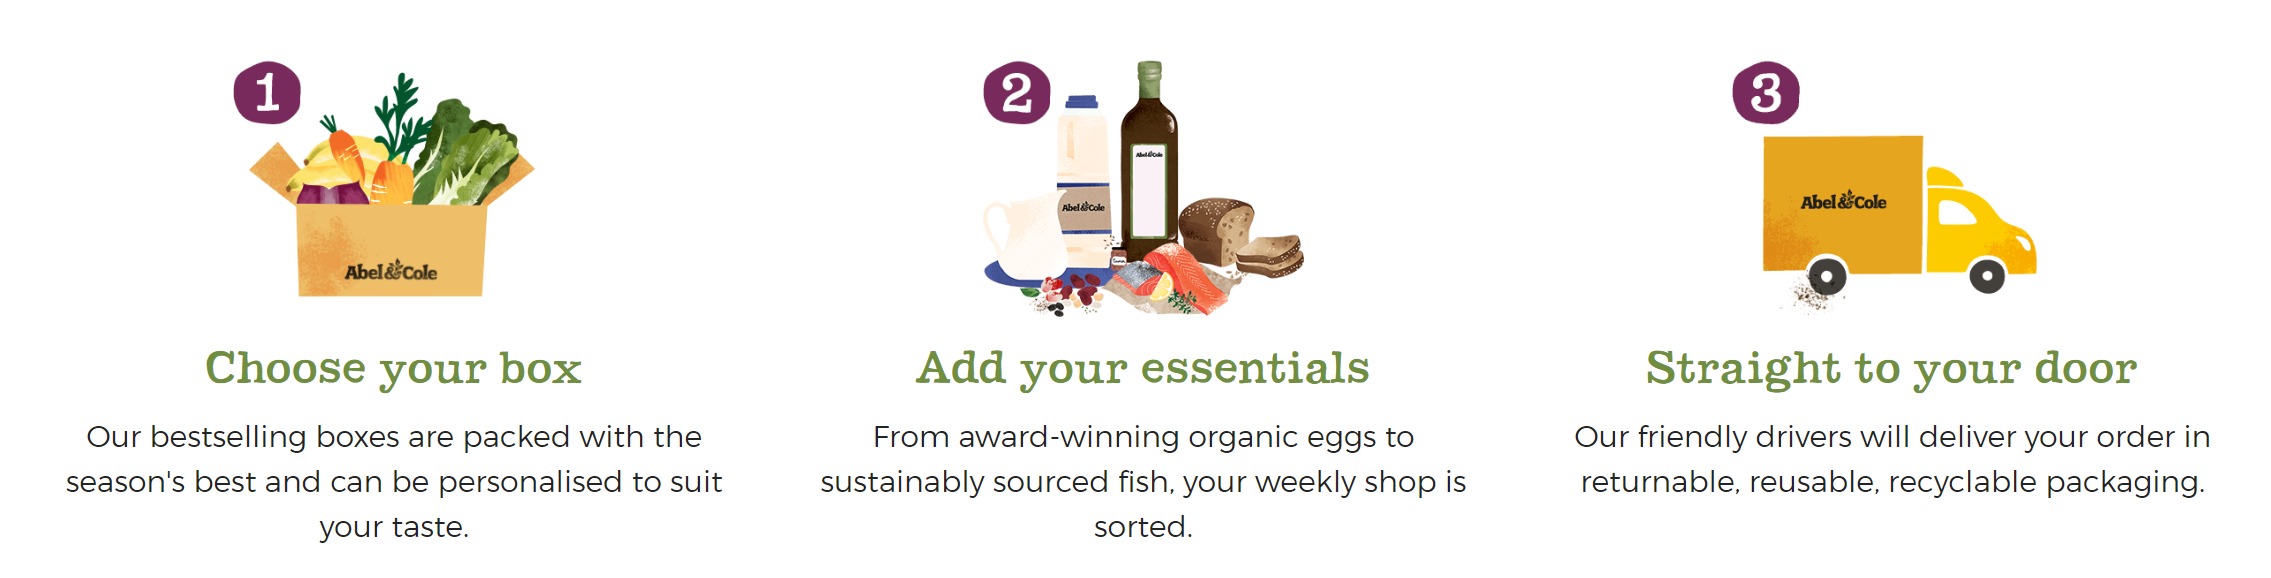 1
Abel & Cole
Choose your box
Our bestselling boxes are packed with the
season's best and can be personalised to suit
your taste.
2
Abel & Cole
Abel & Cole
Add your essentials
From award-winning organic eggs to
sustainably sourced fish, your weekly shop is
sorted.
3
Abel & Cole
Straight to your door
Our friendly drivers will deliver your order in
returnable, reusable, recyclable packaging.